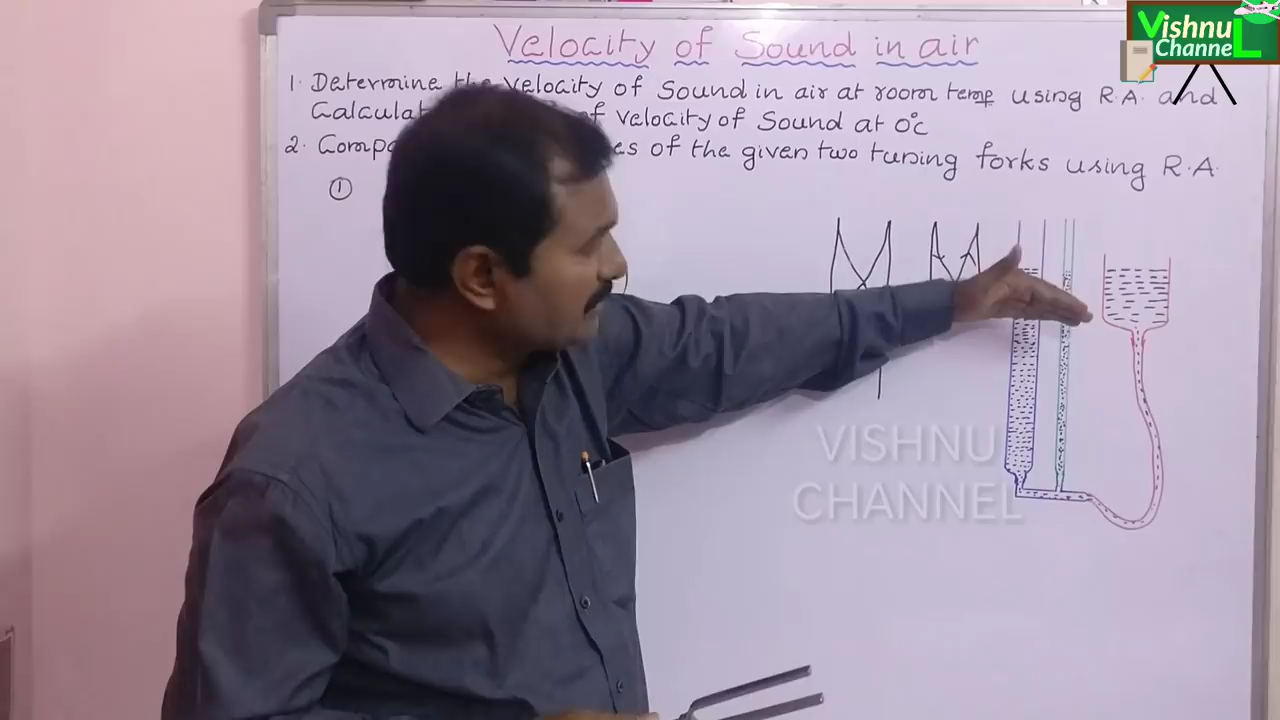 Velocity of Sound in air
Vishnu
ChanneL
1. Determine the velocity of Sound in air at room temp using R.A. and
Calculat of velocity of Sound at 0°c
2. Comp es of the given two tuning forks using R.A.
①
VISHNU
CHANNEL